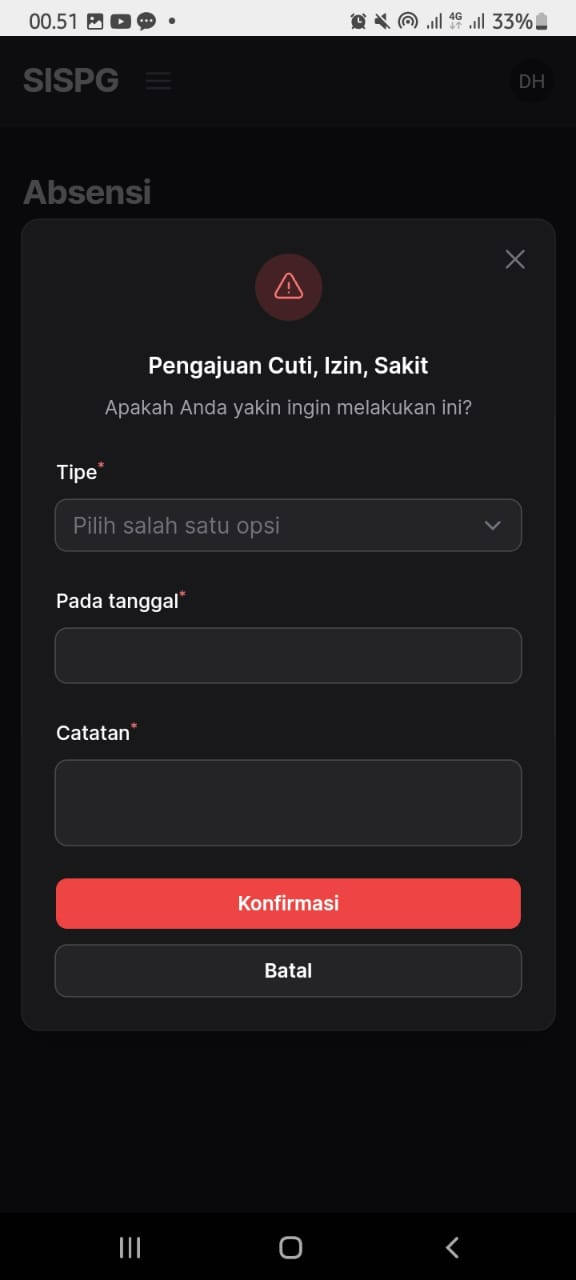 00.51 4G 33%
SISPG DH
Absensi
Pengajuan Cuti, Izin, Sakit
Apakah Anda yakin ingin melakukan ini?
Tipe*
Pilih salah satu opsi
Pada tanggal*
Catatan*
Konfirmasi
Batal